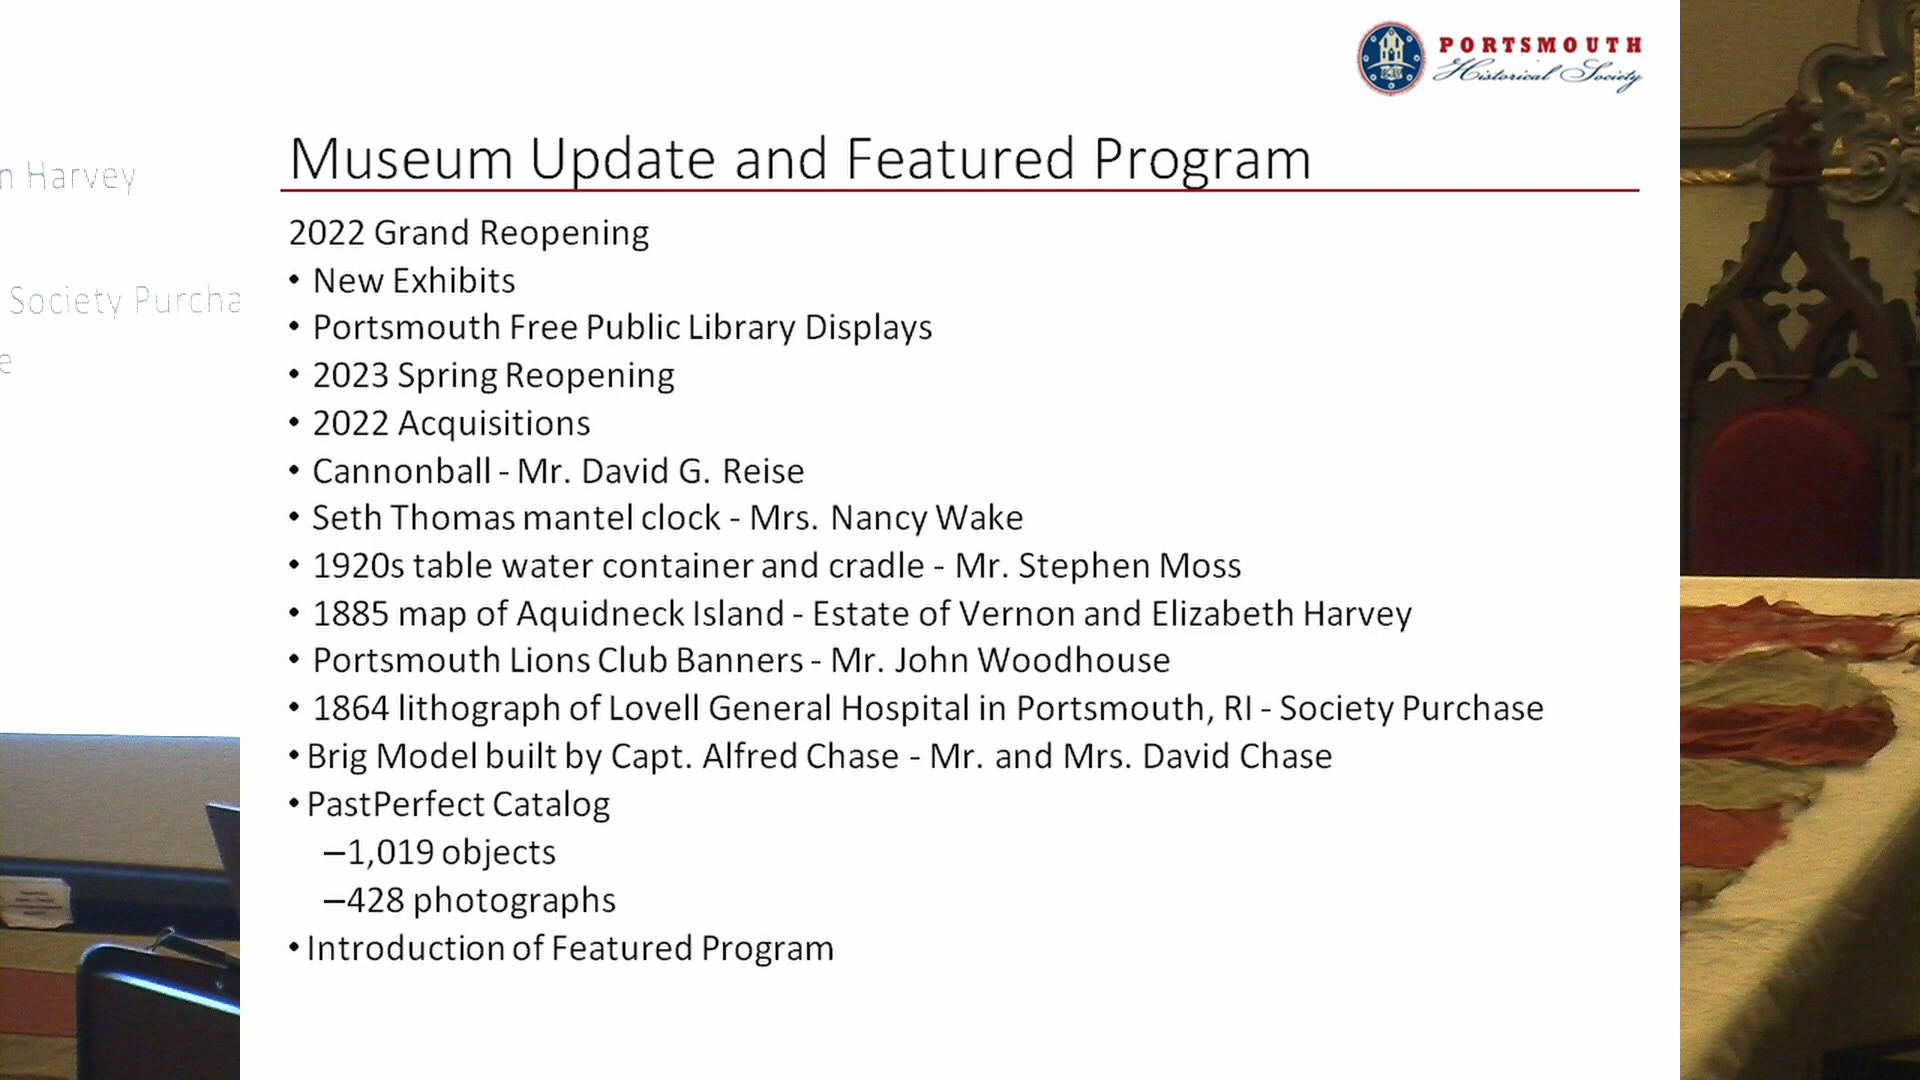 PORTSMOUTH
Historical Society
Museum Update and Featured Program
n Harvey
Society Purcha
e
2022 Grand Reopening
• New Exhibits
• Portsmouth Free Public Library Displays
• 2023 Spring Reopening
• 2022 Acquisitions
• Cannonball - Mr. David G. Reise
• Seth Thomas mantel clock - Mrs. Nancy Wake
• 1920s table water container and cradle - Mr. Stephen Moss
• 1885 map of Aquidneck Island - Estate of Vernon and Elizabeth Harvey
• Portsmouth Lions Club Banners - Mr. John Woodhouse
• 1864 lithograph of Lovell General Hospital in Portsmouth, RI - Society Purchase
• Brig Model built by Capt. Alfred Chase - Mr. and Mrs. David Chase
• PastPerfect Catalog
–1,019 objects
–428 photographs
• Introduction of Featured Program